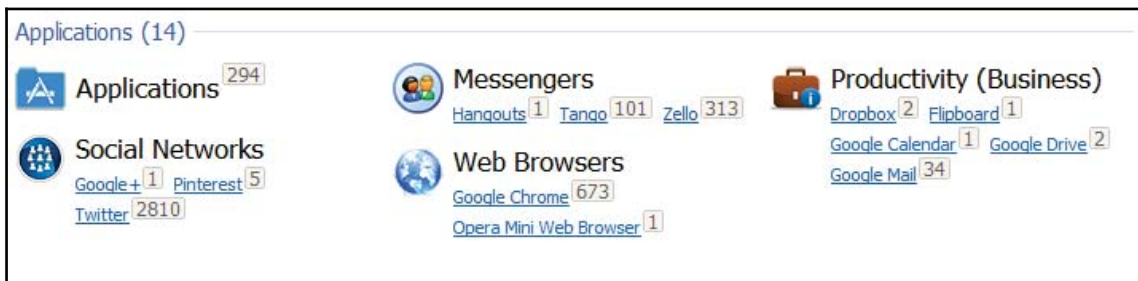 Applications (14)
Applications 294
Social Networks
Google+ 1 Pinterest 5
Twitter 2810
Messengers
Hangouts 1 Tango 101 Zello 313
Web Browsers
Google Chrome 673
Opera Mini Web Browser 1
Productivity (Business)
Dropbox 2 Flipboard 1
Google Calendar 1 Google Drive 2
Google Mail 34